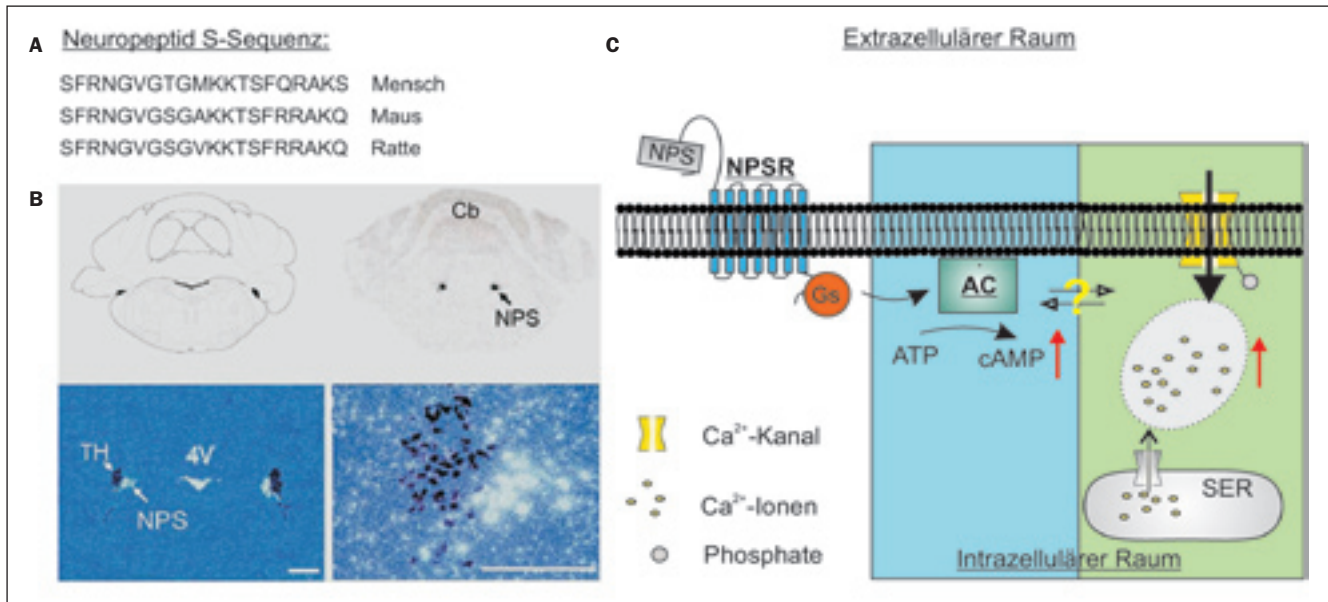 A Neuropeptid S-Sequenz:
SFRNGVGTGMKKTSFQRAKS Mensch
SFRNGVGSGAKKTSFRRAKQ Maus
SFRNGVGSGVKKTSFRRAKQ Ratte
B
Cb
NPS
TH
4V
NPS
C Extrazellulärer Raum
NPS
NPSR
Gs
AC
?
ATP
cAMP
Ca²⁺-Kanal
Ca²⁺-Ionen
Phosphate
SER
Intrazellulärer Raum